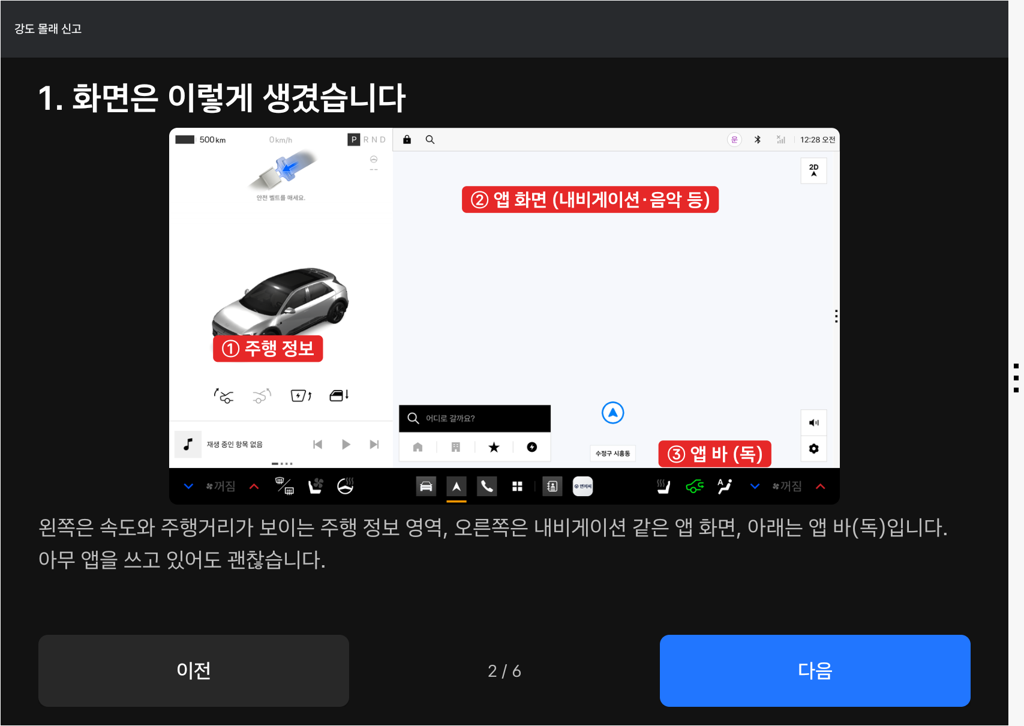 강도 몰래 신고
1. 화면은 이렇게 생겼습니다
500 km
0 km/h
P R N D
12:28 오전
안전 벨트를 매세요.
--
2D
② 앱 화면 (내비게이션·음악 등)
① 주행 정보
어디로 갈까요?
재생 중인 항목 없음
수정구 시흥동
③ 앱 바 (독)
꺼짐
A
꺼짐
왼쪽은 속도와 주행거리가 보이는 주행 정보 영역, 오른쪽은 내비게이션 같은 앱 화면, 아래는 앱 바(독)입니다.
아무 앱을 쓰고 있어도 괜찮습니다.
이전
2 / 6
다음